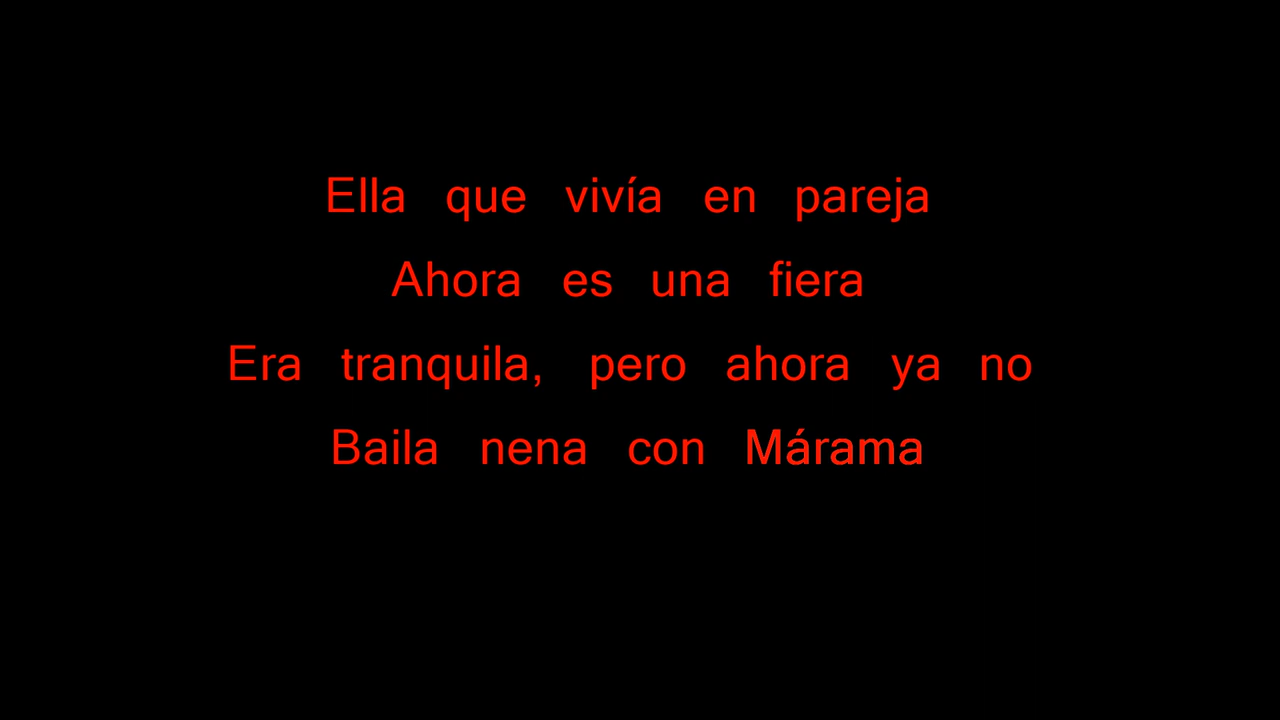 Ella que vivía en pareja
Ahora es una fiera
Era tranquila, pero ahora ya no
Baila nena con Márama